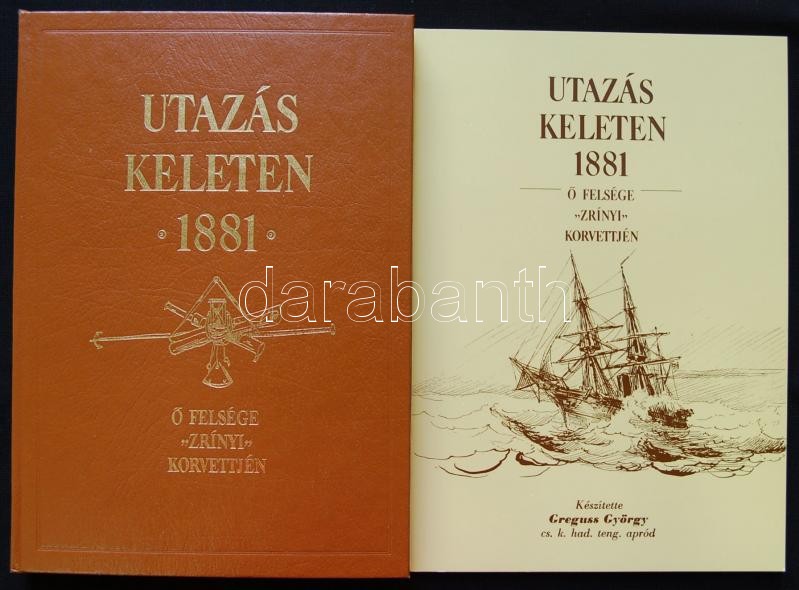 UTAZÁS
KELETEN
1881
Ő FELSÉGE
„ZRÍNYI”
KORVETTJÉN
UTAZÁS
KELETEN
1881
Ő FELSÉGE
„ZRÍNYI”
KORVETTJÉN
Készítette
Greguss György
cs. k. had. teng. apród
darabanth